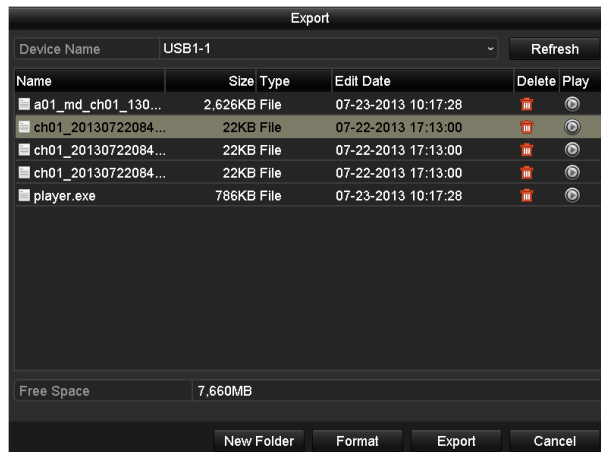 Export
Device Name USB1-1 Refresh
Name Size Type Edit Date Delete Play
a01_md_ch01_130... 2,626KB File 07-23-2013 10:17:28
ch01_20130722084... 22KB File 07-22-2013 17:13:00
ch01_20130722084... 22KB File 07-22-2013 17:13:00
ch01_20130722084... 22KB File 07-22-2013 17:13:00
player.exe 786KB File 07-23-2013 10:17:28
Free Space 7,660MB
New Folder Format Export Cancel